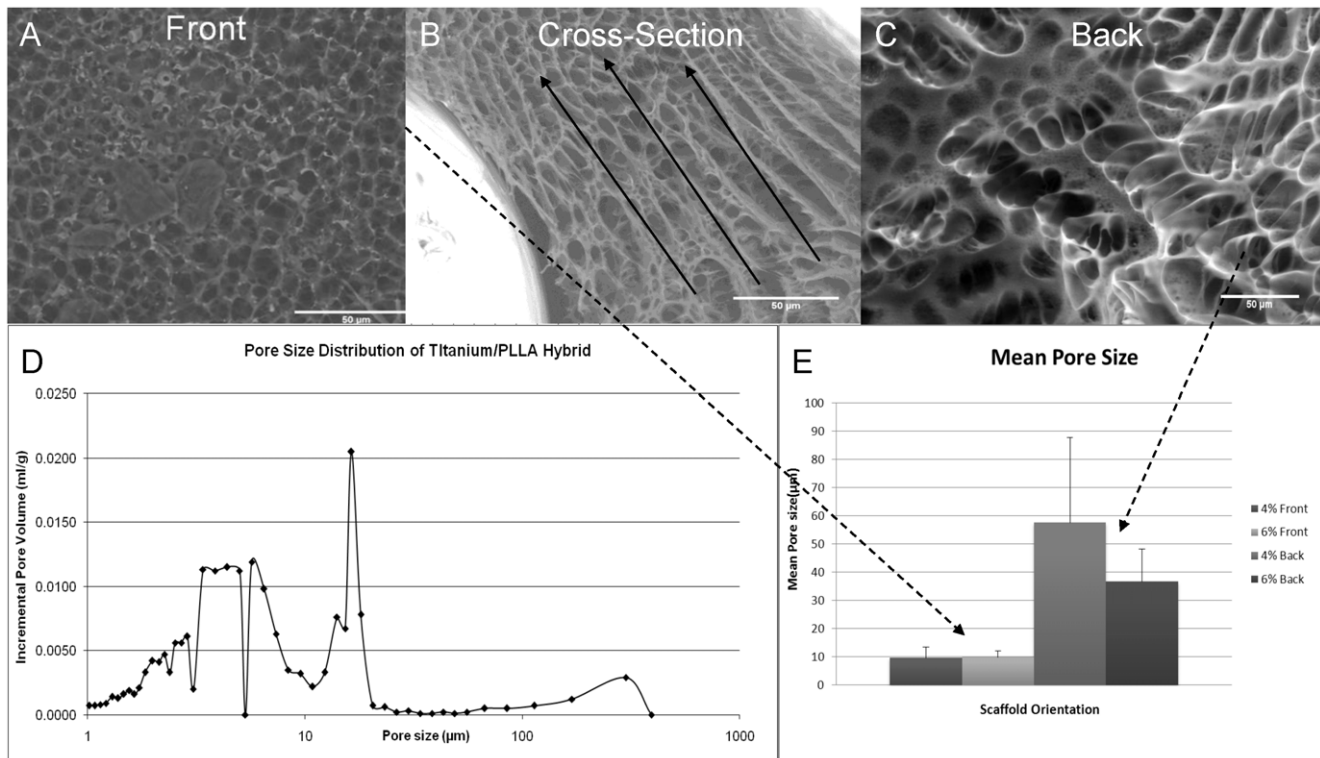 A
Front
50 µm
B
Cross-Section
50 µm
C
Back
50 µm
D
Pore Size Distribution of TItanium/PLLA Hybrid
Incremental Pore Volume (ml/g)
0.0250
0.0200
0.0150
0.0100
0.0050
0.0000
1
10
100
1000
Pore size (µm)
E
Mean Pore Size
Mean Pore size(µm)
100
90
80
70
60
50
40
30
20
10
0
Scaffold Orientation
4% Front
6% Front
4% Back
6% Back